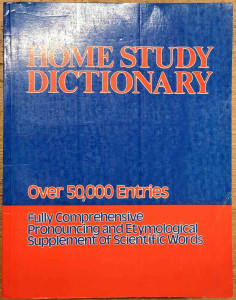 HOME STUDY
DICTIONARY
Over 50,000 Entries
Fully Comprehensive
Pronouncing and Etymological
Supplement of Scientific Words